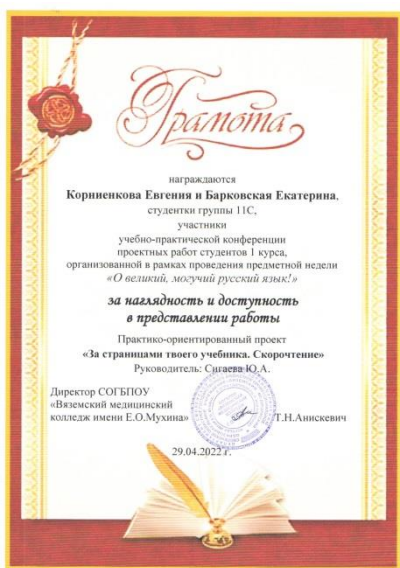 Грамота
награждаются
Корниенкова Евгения и Барковская Екатерина,
студентки группы 11С,
участники
учебно-практической конференции
проектных работ студентов 1 курса,
организованной в рамках проведения предметной недели
«О великий, могучий русский язык!»
за наглядность и доступность
в представлении работы
Практико-ориентированный проект
«За страницами твоего учебника. Скорочтение»
Руководитель: Сигаева Ю.А.
Директор СОГБПОУ
«Вяземский медицинский
колледж имени Е.О.Мухина» Т.Н.Анискевич
29.04.2022 г.